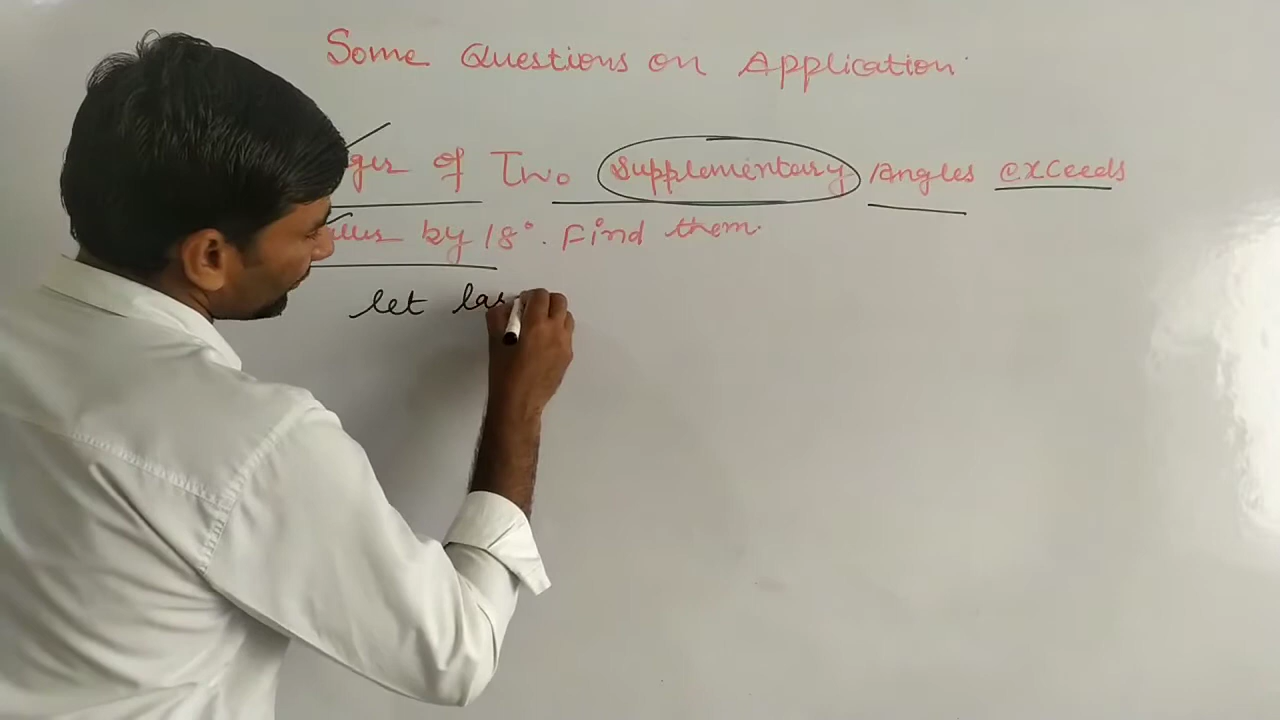 Some Questions on Application
of Two Supplementary Angles exceeds
by 18°. Find them.
let